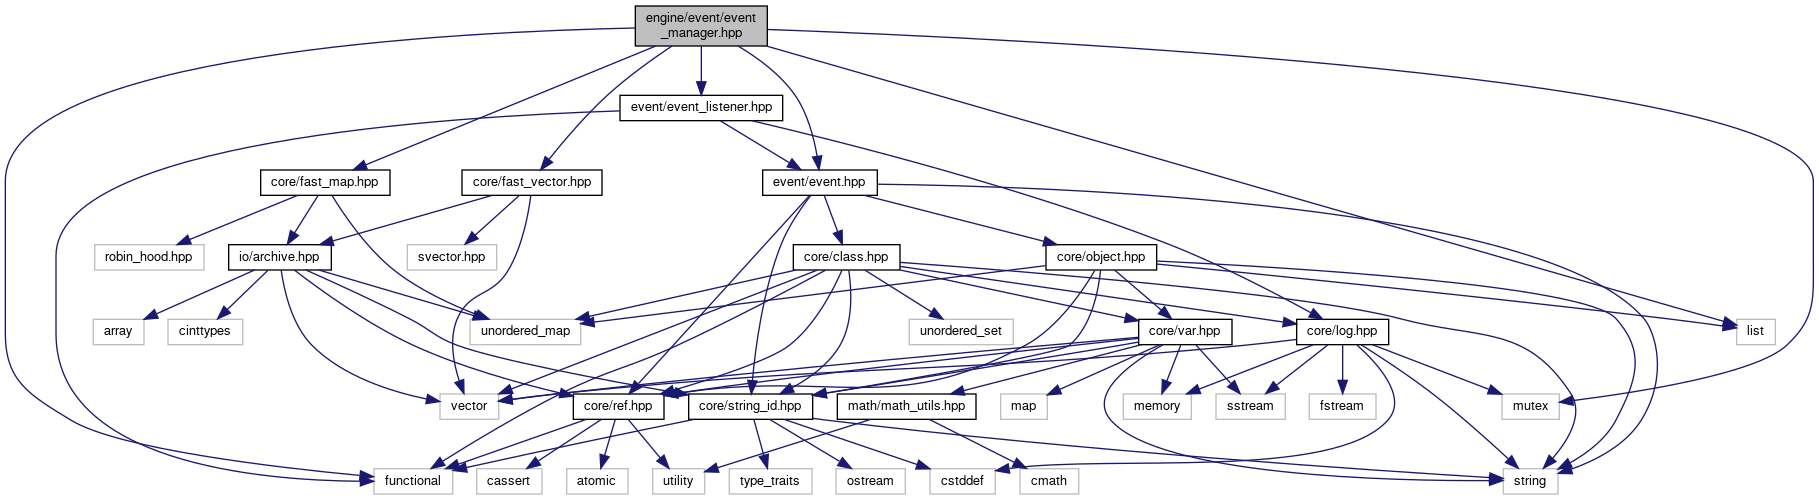 engine/event/event
_manager.hpp
event/event_listener.hpp
core/fast_map.hpp
core/fast_vector.hpp
event/event.hpp
robin_hood.hpp
io/archive.hpp
svector.hpp
core/class.hpp
core/object.hpp
array
cinttypes
unordered_map
unordered_set
core/var.hpp
core/log.hpp
list
vector
core/ref.hpp
core/string_id.hpp
math/math_utils.hpp
map
memory
sstream
fstream
mutex
functional
cassert
atomic
utility
type_traits
ostream
cstddef
cmath
string